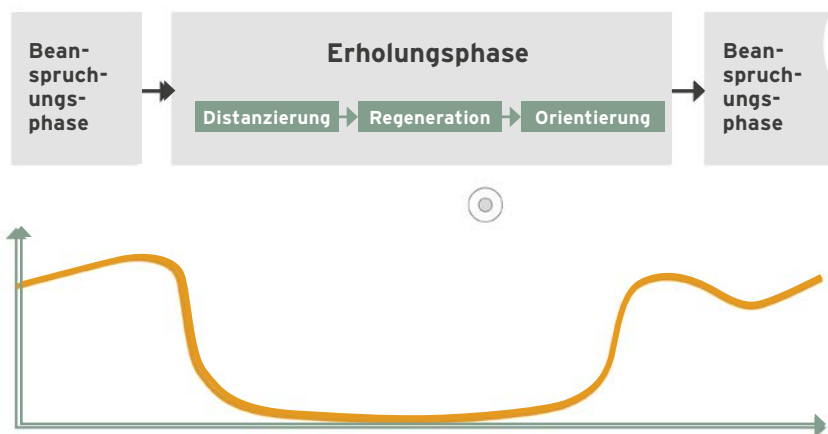 Bean-
spruch-
ungs-
phase
Erholungsphase
Distanzierung
Regeneration
Orientierung
Bean-
spruch-
ungs-
phase